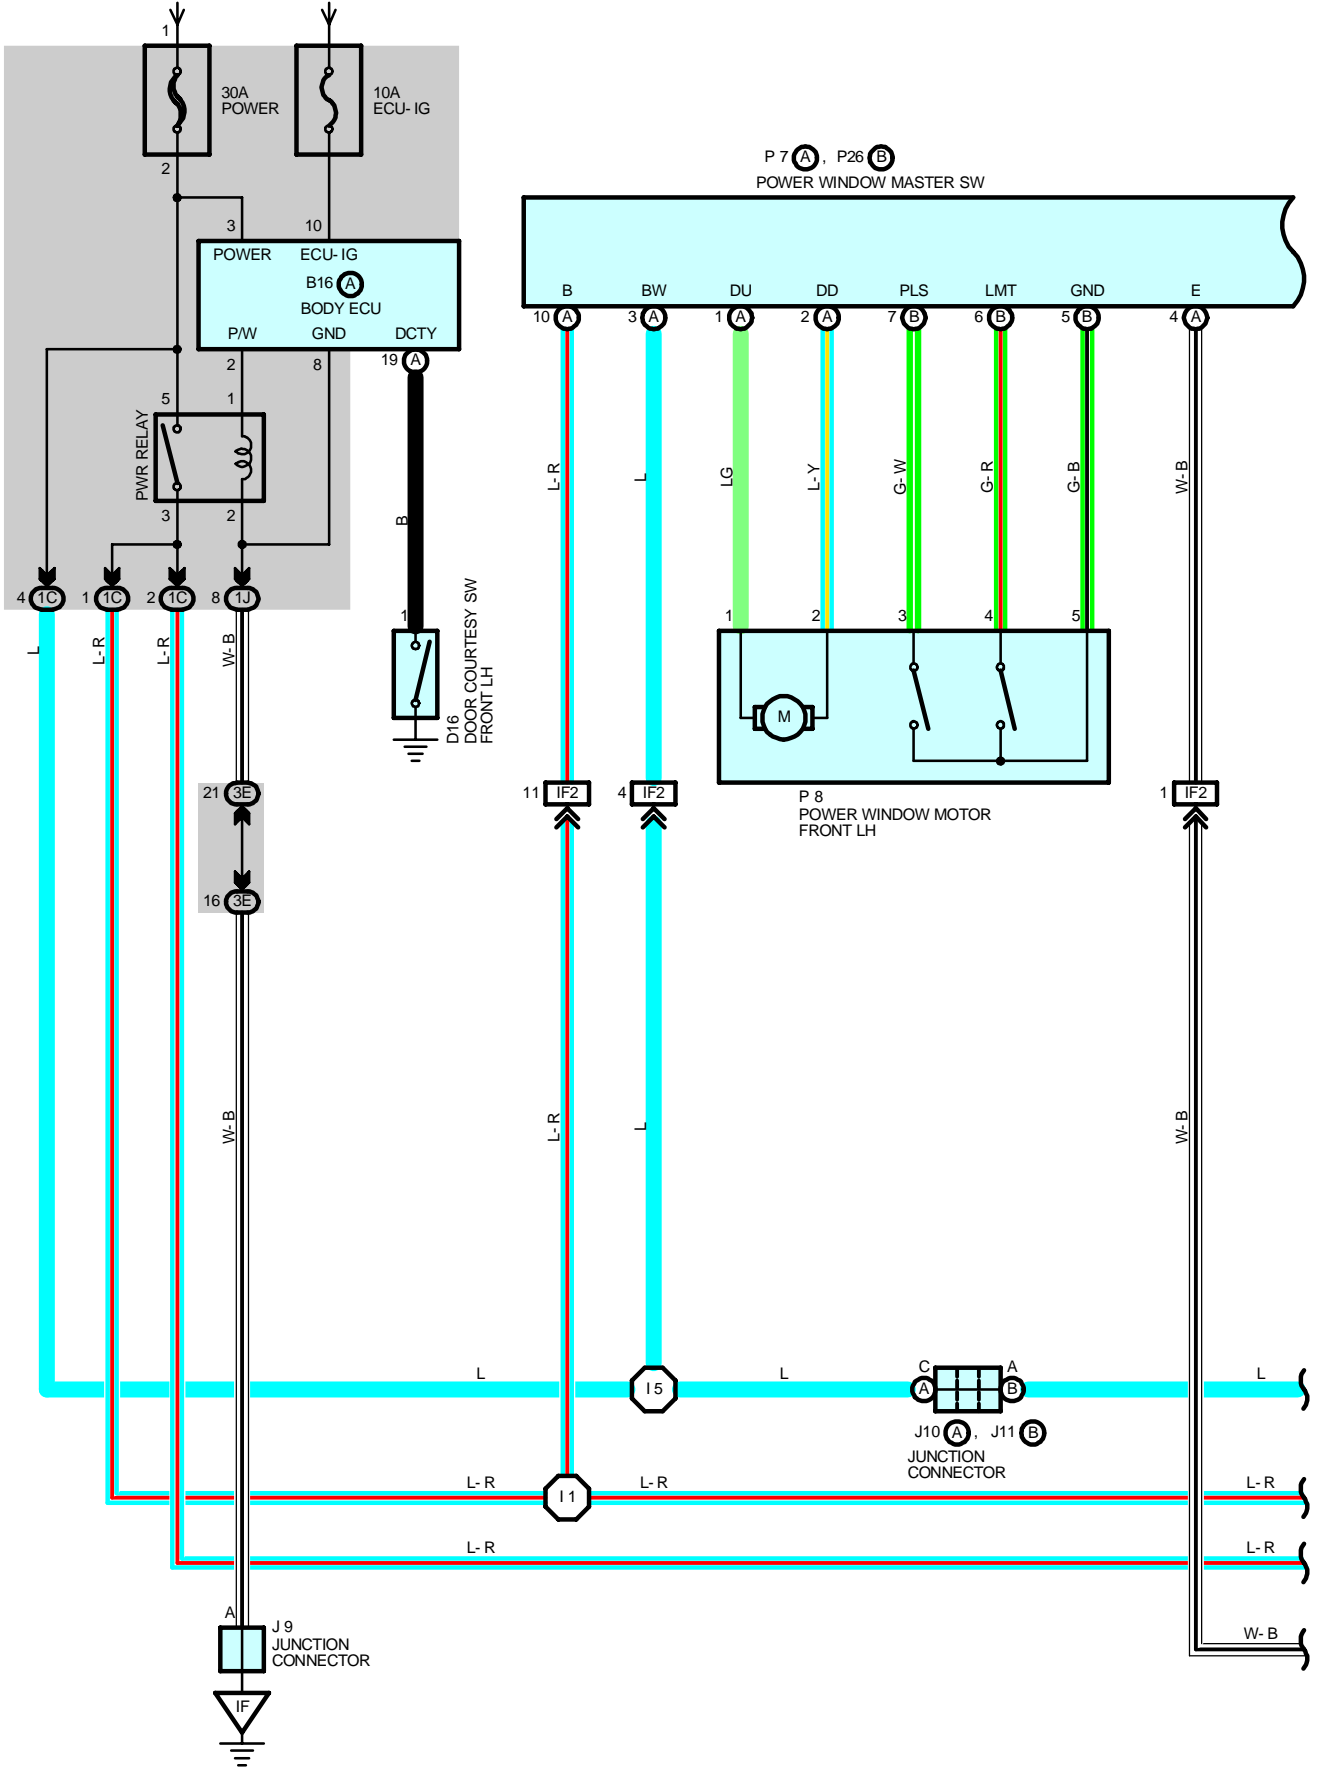 1
30A
POWER
10A
ECU-IG
2
P 7 A , P26 B
POWER WINDOW MASTER SW
3
10
POWER
ECU-IG
B16 A
BODY ECU
P/W
GND
DCTY
2
8
19 A
B
BW
DU
DD
PLS
LMT
GND
E
10 A
3 A
1 A
2 A
7 B
6 B
5 B
4 A
5
1
PWR RELAY
3
2
B
L-R
L
LG
L-Y
G-W
G-R
G-B
W-B
4 1C
1 1C
2 1C
8 1J
L
L-R
L-R
W-B
1
D16
DOOR COURTESY SW
FRONT LH
1
2
3
4
5
M
P 8
POWER WINDOW MOTOR
FRONT LH
21 3E
16 3E
11 IF2
4 IF2
1 IF2
W-B
L-R
L
W-B
L
I 5
L
C
A
A
B
L
J10 A , J11 B
JUNCTION
CONNECTOR
L-R
I 1
L-R
L-R
L-R
L-R
A
J 9
JUNCTION
CONNECTOR
W-B
IF